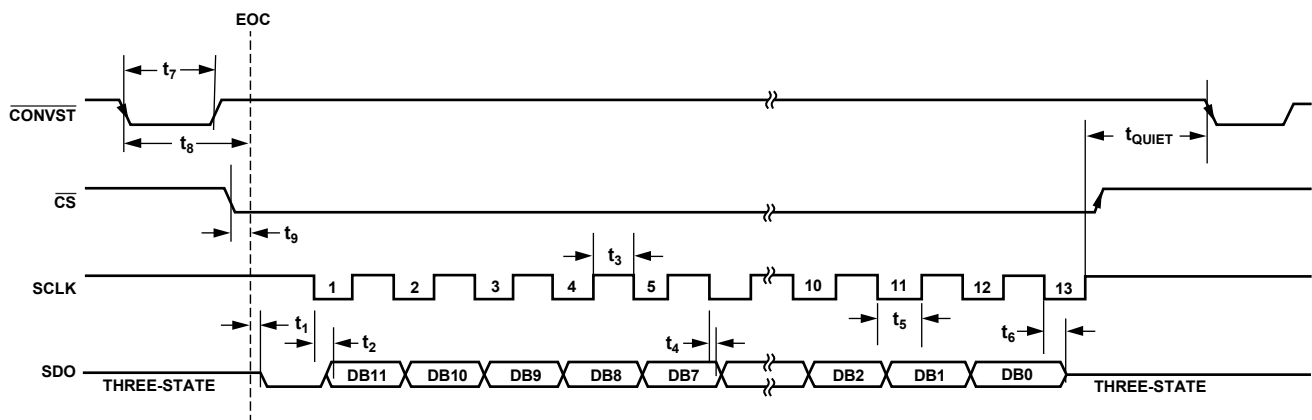 EOC
t7
CONVST
t8
tQUIET
CS
t9
t3
SCLK
1 2 3 4 5 10 11 12 13
t1
t2
t4
t5
t6
SDO
THREE-STATE
DB11 DB10 DB9 DB8 DB7 DB2 DB1 DB0
THREE-STATE